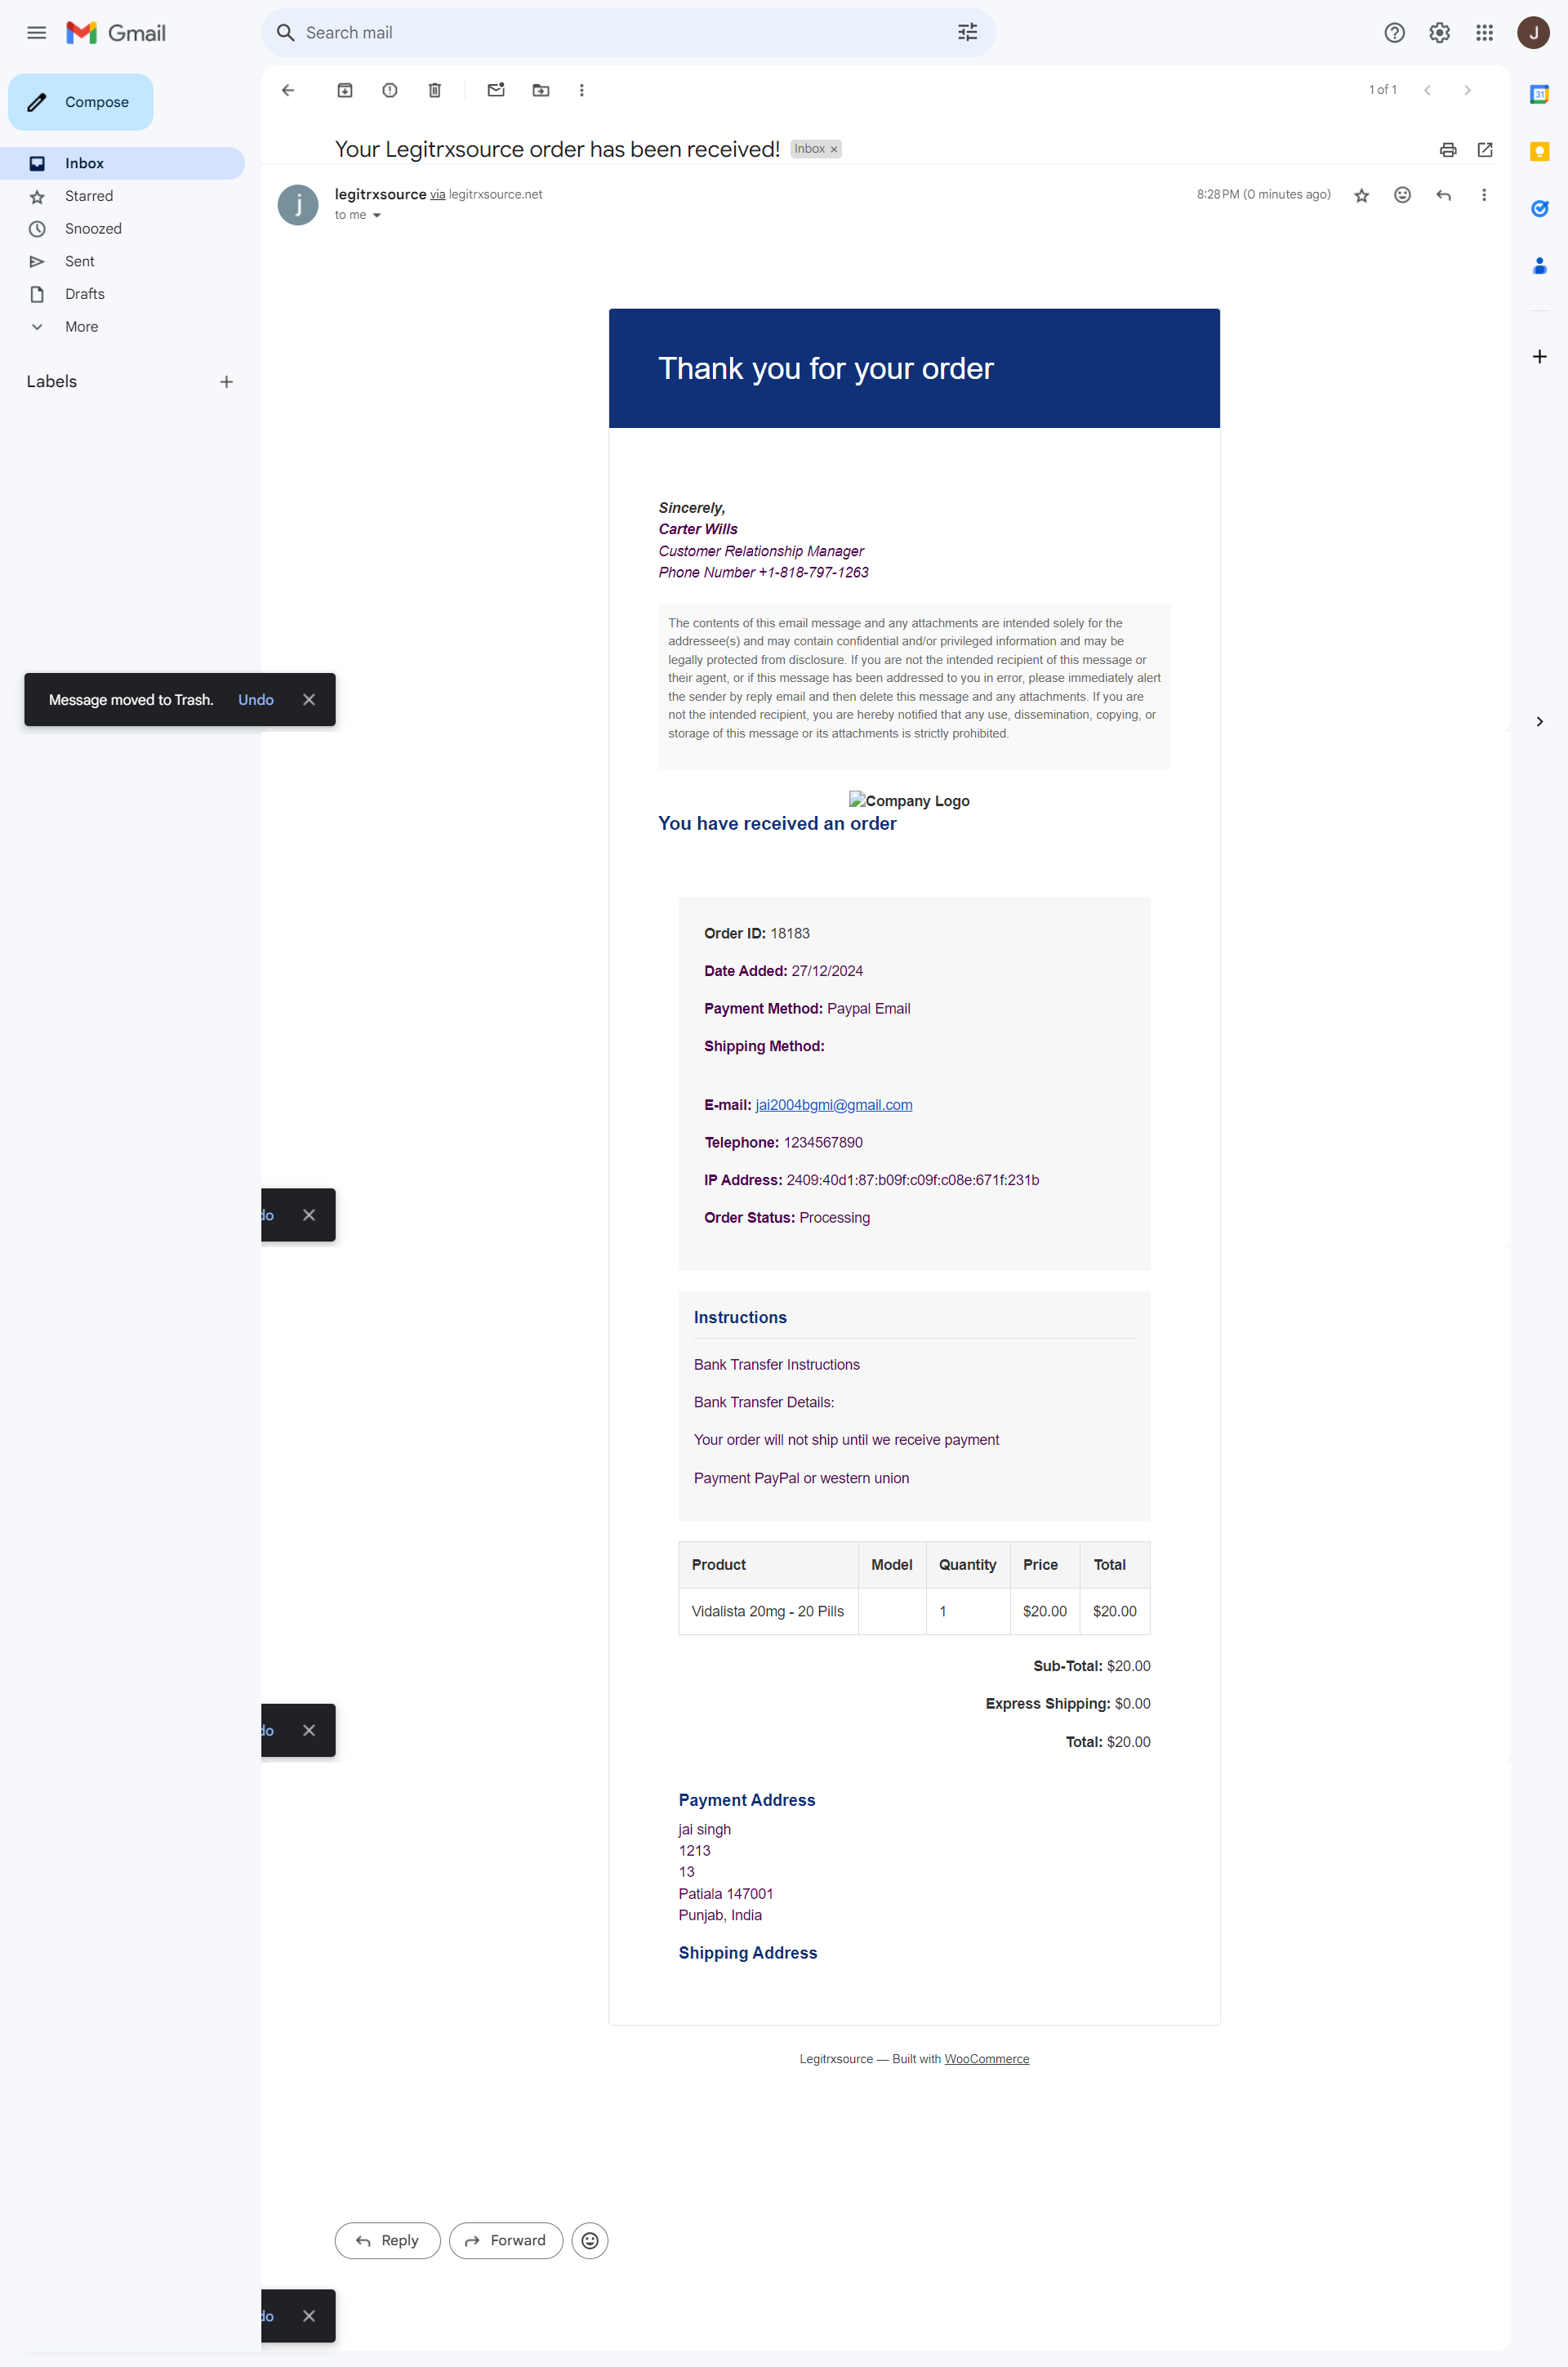 Gmail
Search mail
J
Compose
1 of 1
31
Inbox
Starred
Snoozed
Sent
Drafts
More
Labels
Your Legitrxsource order has been received!
Inbox ×
j
legitrxsource via legitrxsource.net
8:28 PM (0 minutes ago)
to me
Thank you for your order
Sincerely,
Carter Wills
Customer Relationship Manager
Phone Number +1-818-797-1263
The contents of this email message and any attachments are intended solely for the
addressee(s) and may contain confidential and/or privileged information and may be
legally protected from disclosure. If you are not the intended recipient of this message or
their agent, or if this message has been addressed to you in error, please immediately alert
the sender by reply email and then delete this message and any attachments. If you are
not the intended recipient, you are hereby notified that any use, dissemination, copying, or
storage of this message or its attachments is strictly prohibited.
Message moved to Trash. Undo
Company Logo
You have received an order
Order ID: 18183
Date Added: 27/12/2024
Payment Method: Paypal Email
Shipping Method:
E-mail: jai2004bgmi@gmail.com
Telephone: 1234567890
IP Address: 2409:40d1:87:b09f:c09f:c08e:671f:231b
Order Status: Processing
do
Instructions
Bank Transfer Instructions
Bank Transfer Details:
Your order will not ship until we receive payment
Payment PayPal or western union
Product Model Quantity Price Total
Vidalista 20mg - 20 Pills 1 $20.00 $20.00
Sub-Total: $20.00
Express Shipping: $0.00
do
Total: $20.00
Payment Address
jai singh
1213
13
Patiala 147001
Punjab, India
Shipping Address
Legitrxsource — Built with WooCommerce
Reply
Forward
do